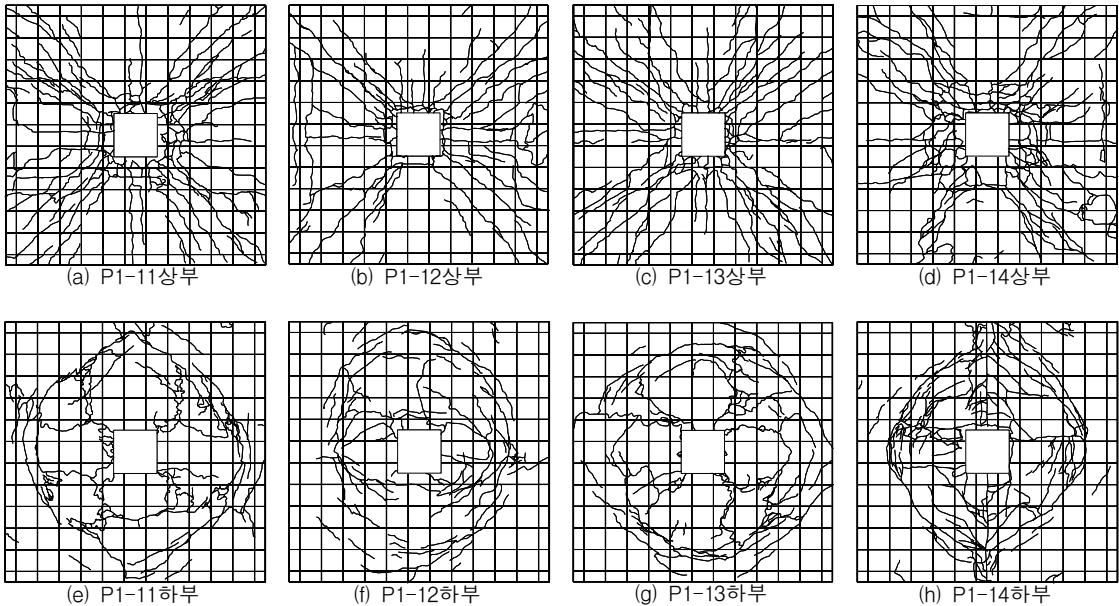 (a) P1-11상부
(b) P1-12상부
(c) P1-13상부
(d) P1-14상부
(e) P1-11하부
(f) P1-12하부
(g) P1-13하부
(h) P1-14하부